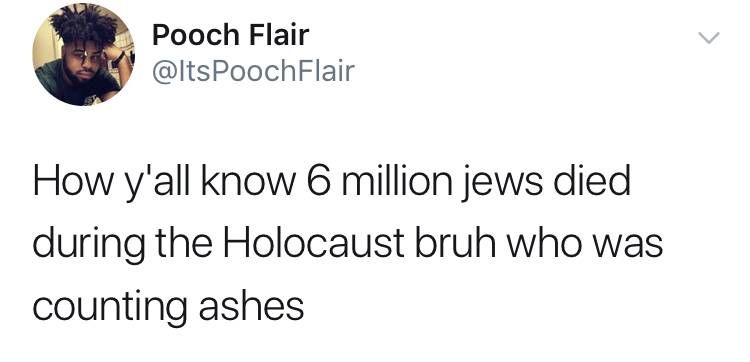 Pooch Flair
@ItsPoochFlair
How y'all know 6 million jews died
during the Holocaust bruh who was
counting ashes